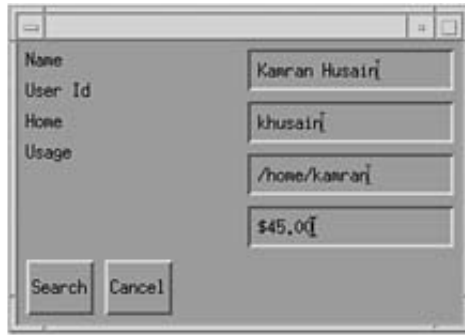 Name
Kamran Husain
User Id
khusain
Home
/home/kamran
Usage
$45.00
Search Cancel